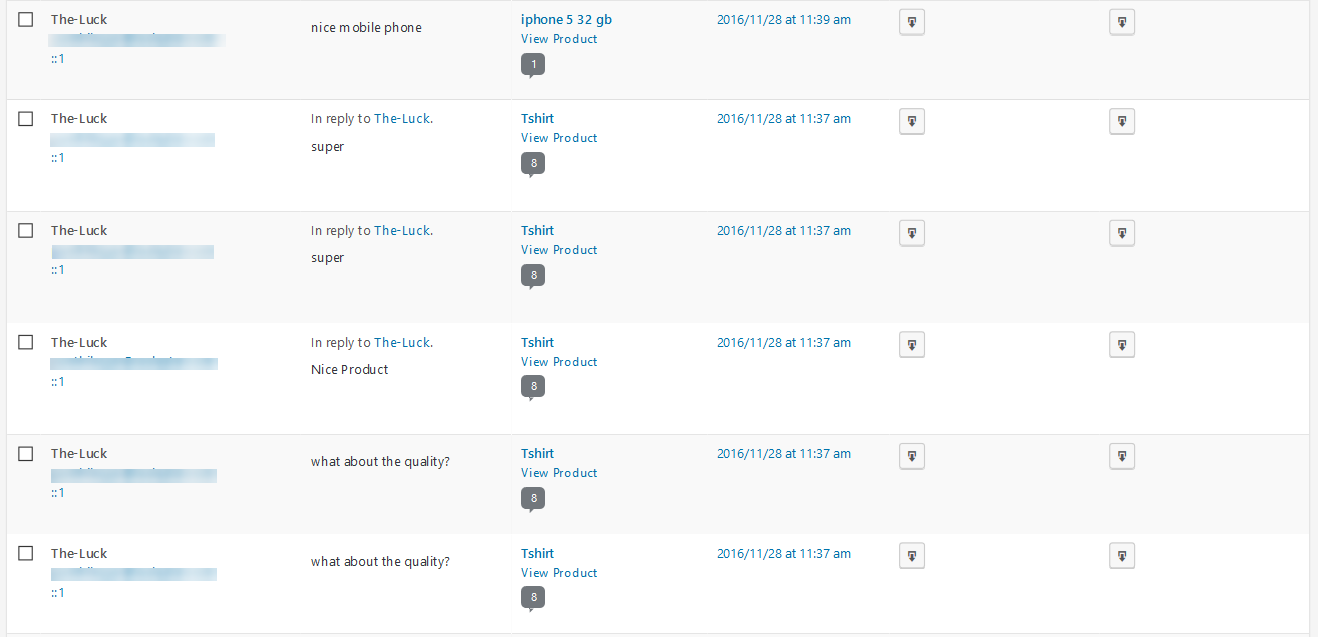 The-Luck
nice mobile phone
iphone 5 32 gb
2016/11/28 at 11:39 am
View Product
::1
1
The-Luck
In reply to The-Luck.
Tshirt
2016/11/28 at 11:37 am
View Product
super
::1
8
The-Luck
In reply to The-Luck.
Tshirt
2016/11/28 at 11:37 am
View Product
super
::1
8
The-Luck
In reply to The-Luck.
Tshirt
2016/11/28 at 11:37 am
View Product
Nice Product
::1
8
The-Luck
what about the quality?
Tshirt
2016/11/28 at 11:37 am
View Product
::1
8
The-Luck
what about the quality?
Tshirt
2016/11/28 at 11:37 am
View Product
::1
8